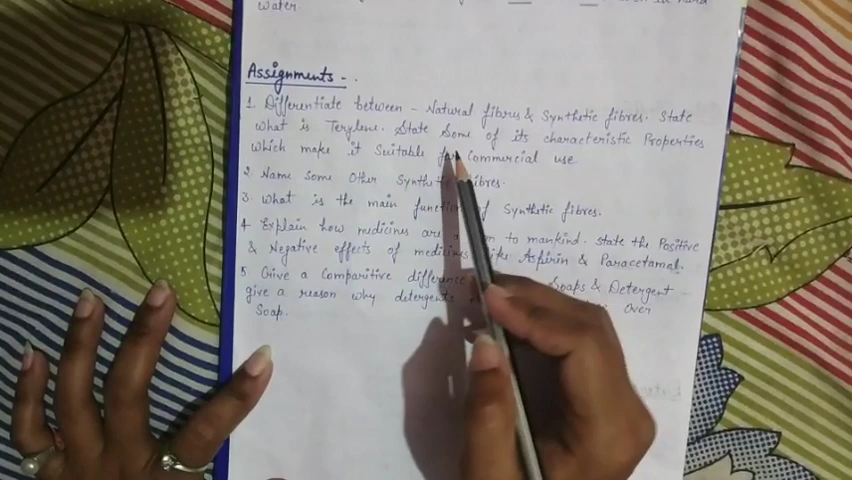 in hard
water.
Assignments -
1. Differentiate between - Natural fibres & Synthetic fibres. State
what is Terylene. State Some of its characteristic Properties
which make it Suitable for Commercial use
2. Name some Other Synthetic fibres.
3. What is the main function of Synthetic fibres.
4 Explain how medicines are to mankind. state the Positive
& Negative effects of medicines like Aspirin & Paracetamol.
5 Give a Comparitive difference Soaps & Detergent
give a reason why detergents over
Soap.